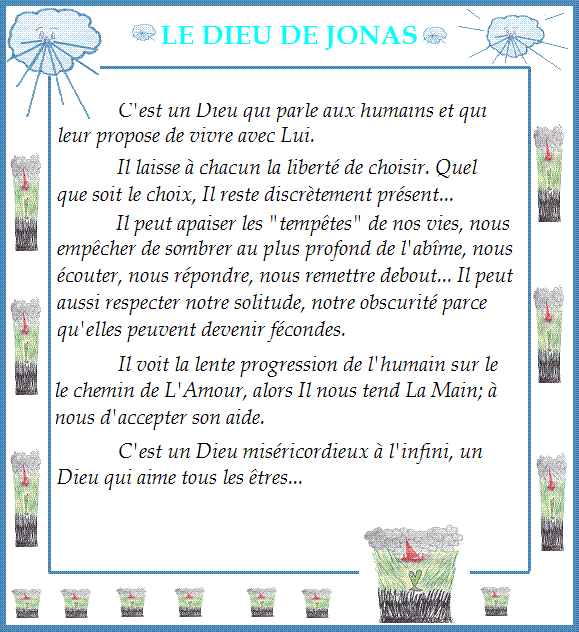 LE DIEU DE JONAS
C'est un Dieu qui parle aux humains et qui
leur propose de vivre avec Lui.
Il laisse à chacun la liberté de choisir. Quel
que soit le choix, Il reste discrètement présent...
Il peut apaiser les "tempêtes" de nos vies, nous
empêcher de sombrer au plus profond de l'abîme, nous
écouter, nous répondre, nous remettre debout... Il peut
aussi respecter notre solitude, notre obscurité parce
qu'elles peuvent devenir fécondes.
Il voit la lente progression de l'humain sur le
le chemin de L'Amour, alors Il nous tend La Main; à
nous d'accepter son aide.
C'est un Dieu miséricordieux à l'infini, un
Dieu qui aime tous les êtres...